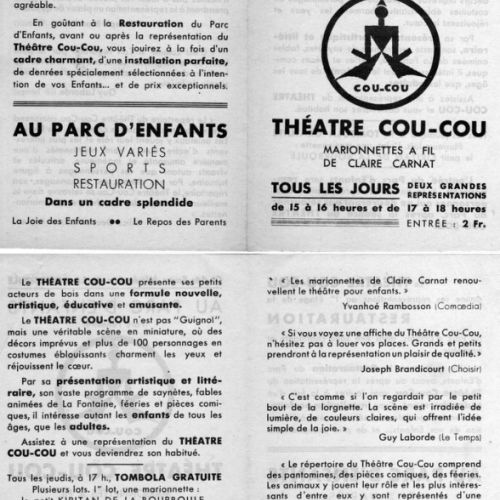 agréable.
En goûtant à la Restauration du Parc
d'Enfants, avant ou après la représentation du
Théâtre Cou-Cou, vous jouirez à la fois d'un
cadre charmant, d'une installation parfaite,
de denrées spécialement sélectionnées à l'inten-
tion de vos Enfants... et de prix exceptionnels.
AU PARC D'ENFANTS
JEUX VARIÉS
SPORTS
RESTAURATION
Dans un cadre splendide
La Joie des Enfants •• Le Repos des Parents
COU-COU
THÉATRE COU-COU
MARIONNETTES A FIL
DE CLAIRE CARNAT
TOUS LES JOURS DEUX GRANDES
REPRÉSENTATIONS
de 15 à 16 heures et de 17 à 18 heures
ENTRÉE : 2 Fr.
Le THÉATRE COU-COU présente ses petits
acteurs de bois dans une formule nouvelle,
artistique, éducative et amusante.
Le THÉATRE COU-COU n'est pas "Guignol",
mais une véritable scène en miniature, où des
décors imprévus et plus de 100 personnages en
costumes éblouissants charment les yeux et
réjouissent le cœur.
Par sa présentation artistique et litté-
raire, son vaste programme de saynètes, fables
animées de La Fontaine, féeries et pièces comi-
ques, il intéresse autant les enfants de tous les
âges, que les adultes.
Assistez à une représentation du THÉATRE
COU-COU et vous deviendrez son habitué.
Tous les jeudis, à 17 h., TOMBOLA GRATUITE
Plusieurs lots. 1er lot, une marionnette :
« Les marionnettes de Claire Carnat renou-
vellent le théâtre pour enfants. »
Yvanhoé Rambosson (Comœdia)
« Si vous voyez une affiche du Théâtre Cou-Cou,
n'hésitez pas à louer vos places. Grands et petits
prendront à la représentation un plaisir de qualité. »
Joseph Brandicourt (Choisir)
« C'est comme si l'on regardait par le petit
bout de la lorgnette. La scène est irradiée de
lumière, de couleurs claires, qui offrent l'idée
simple de la joie. »
Guy Laborde (Le Temps)
« Le répertoire du Théâtre Cou-Cou comprend
des pantomines, des pièces comiques, des féeries.
Les animaux y jouent leur rôle et les plus intéres-
sants d'entre eux y sont représentés d'une